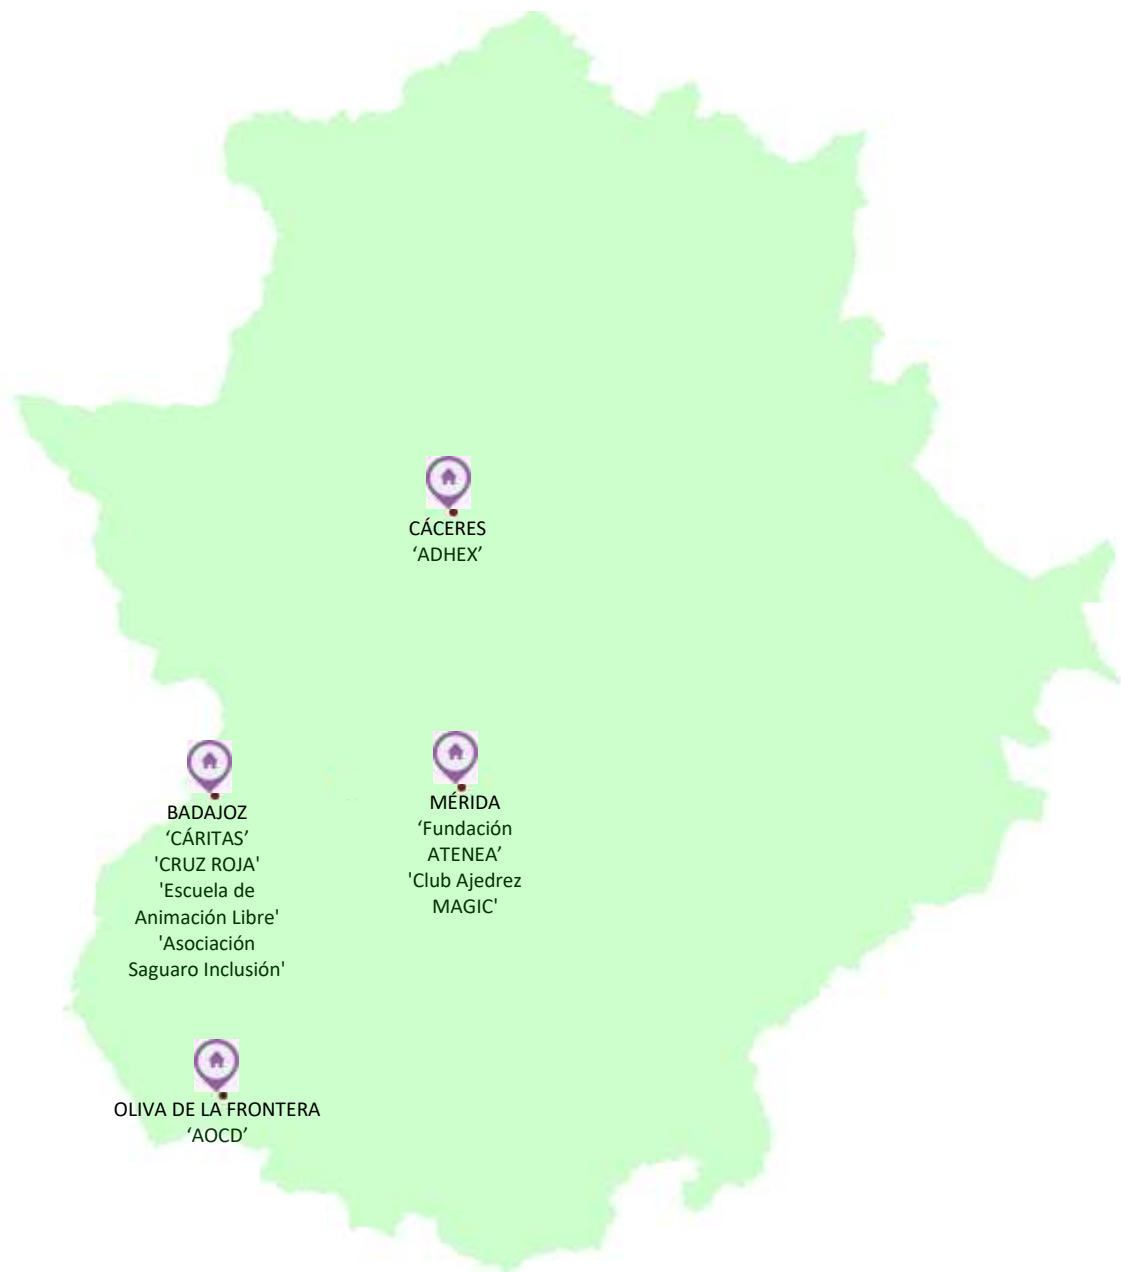 CÁCERES
‘ADHEX’
BADAJOZ
‘CÁRITAS’
'CRUZ ROJA'
'Escuela de
Animación Libre'
'Asociación
Saguaro Inclusión'
MÉRIDA
‘Fundación
ATENEA’
'Club Ajedrez
MAGIC'
OLIVA DE LA FRONTERA
‘AOCD’